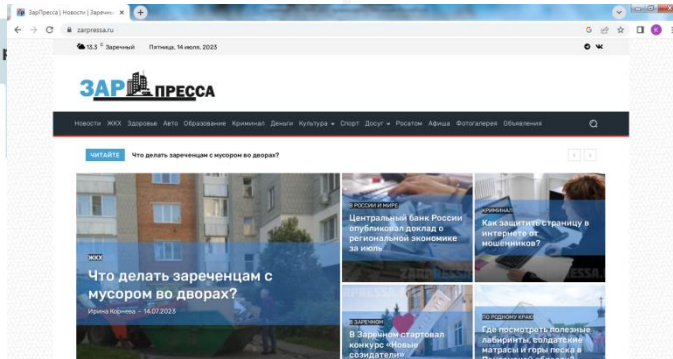 ЗарПресса | Новости | Заречн
zarpressa.ru
13.3 C Заречный Пятница, 14 июля, 2023
ЗАР ПРЕССА
Новости ЖКХ Здоровье Авто Образование Криминал Деньги Культура Спорт Досуг Росатом Афиша Фотогалерея Объявления
ЧИТАЙТЕ Что делать зареченцам с мусором во дворах?
ЖКХ
Что делать зареченцам с
мусором во дворах?
Ирина Корнева - 14.07.2023
В РОССИИ И МИРЕ
Центральный банк России
опубликовал доклад о
региональной экономике
за июль
КРИМИНАЛ
Как защитить страницу в
интернете от
мошенников?
В ЗАРЕЧНОМ
В Заречном стартовал
конкурс «Новые
созидатели»
ПО РОДНОМУ КРАЮ
Где посмотреть полезные
лабиринты, солдатские
матрасы и горы песка в